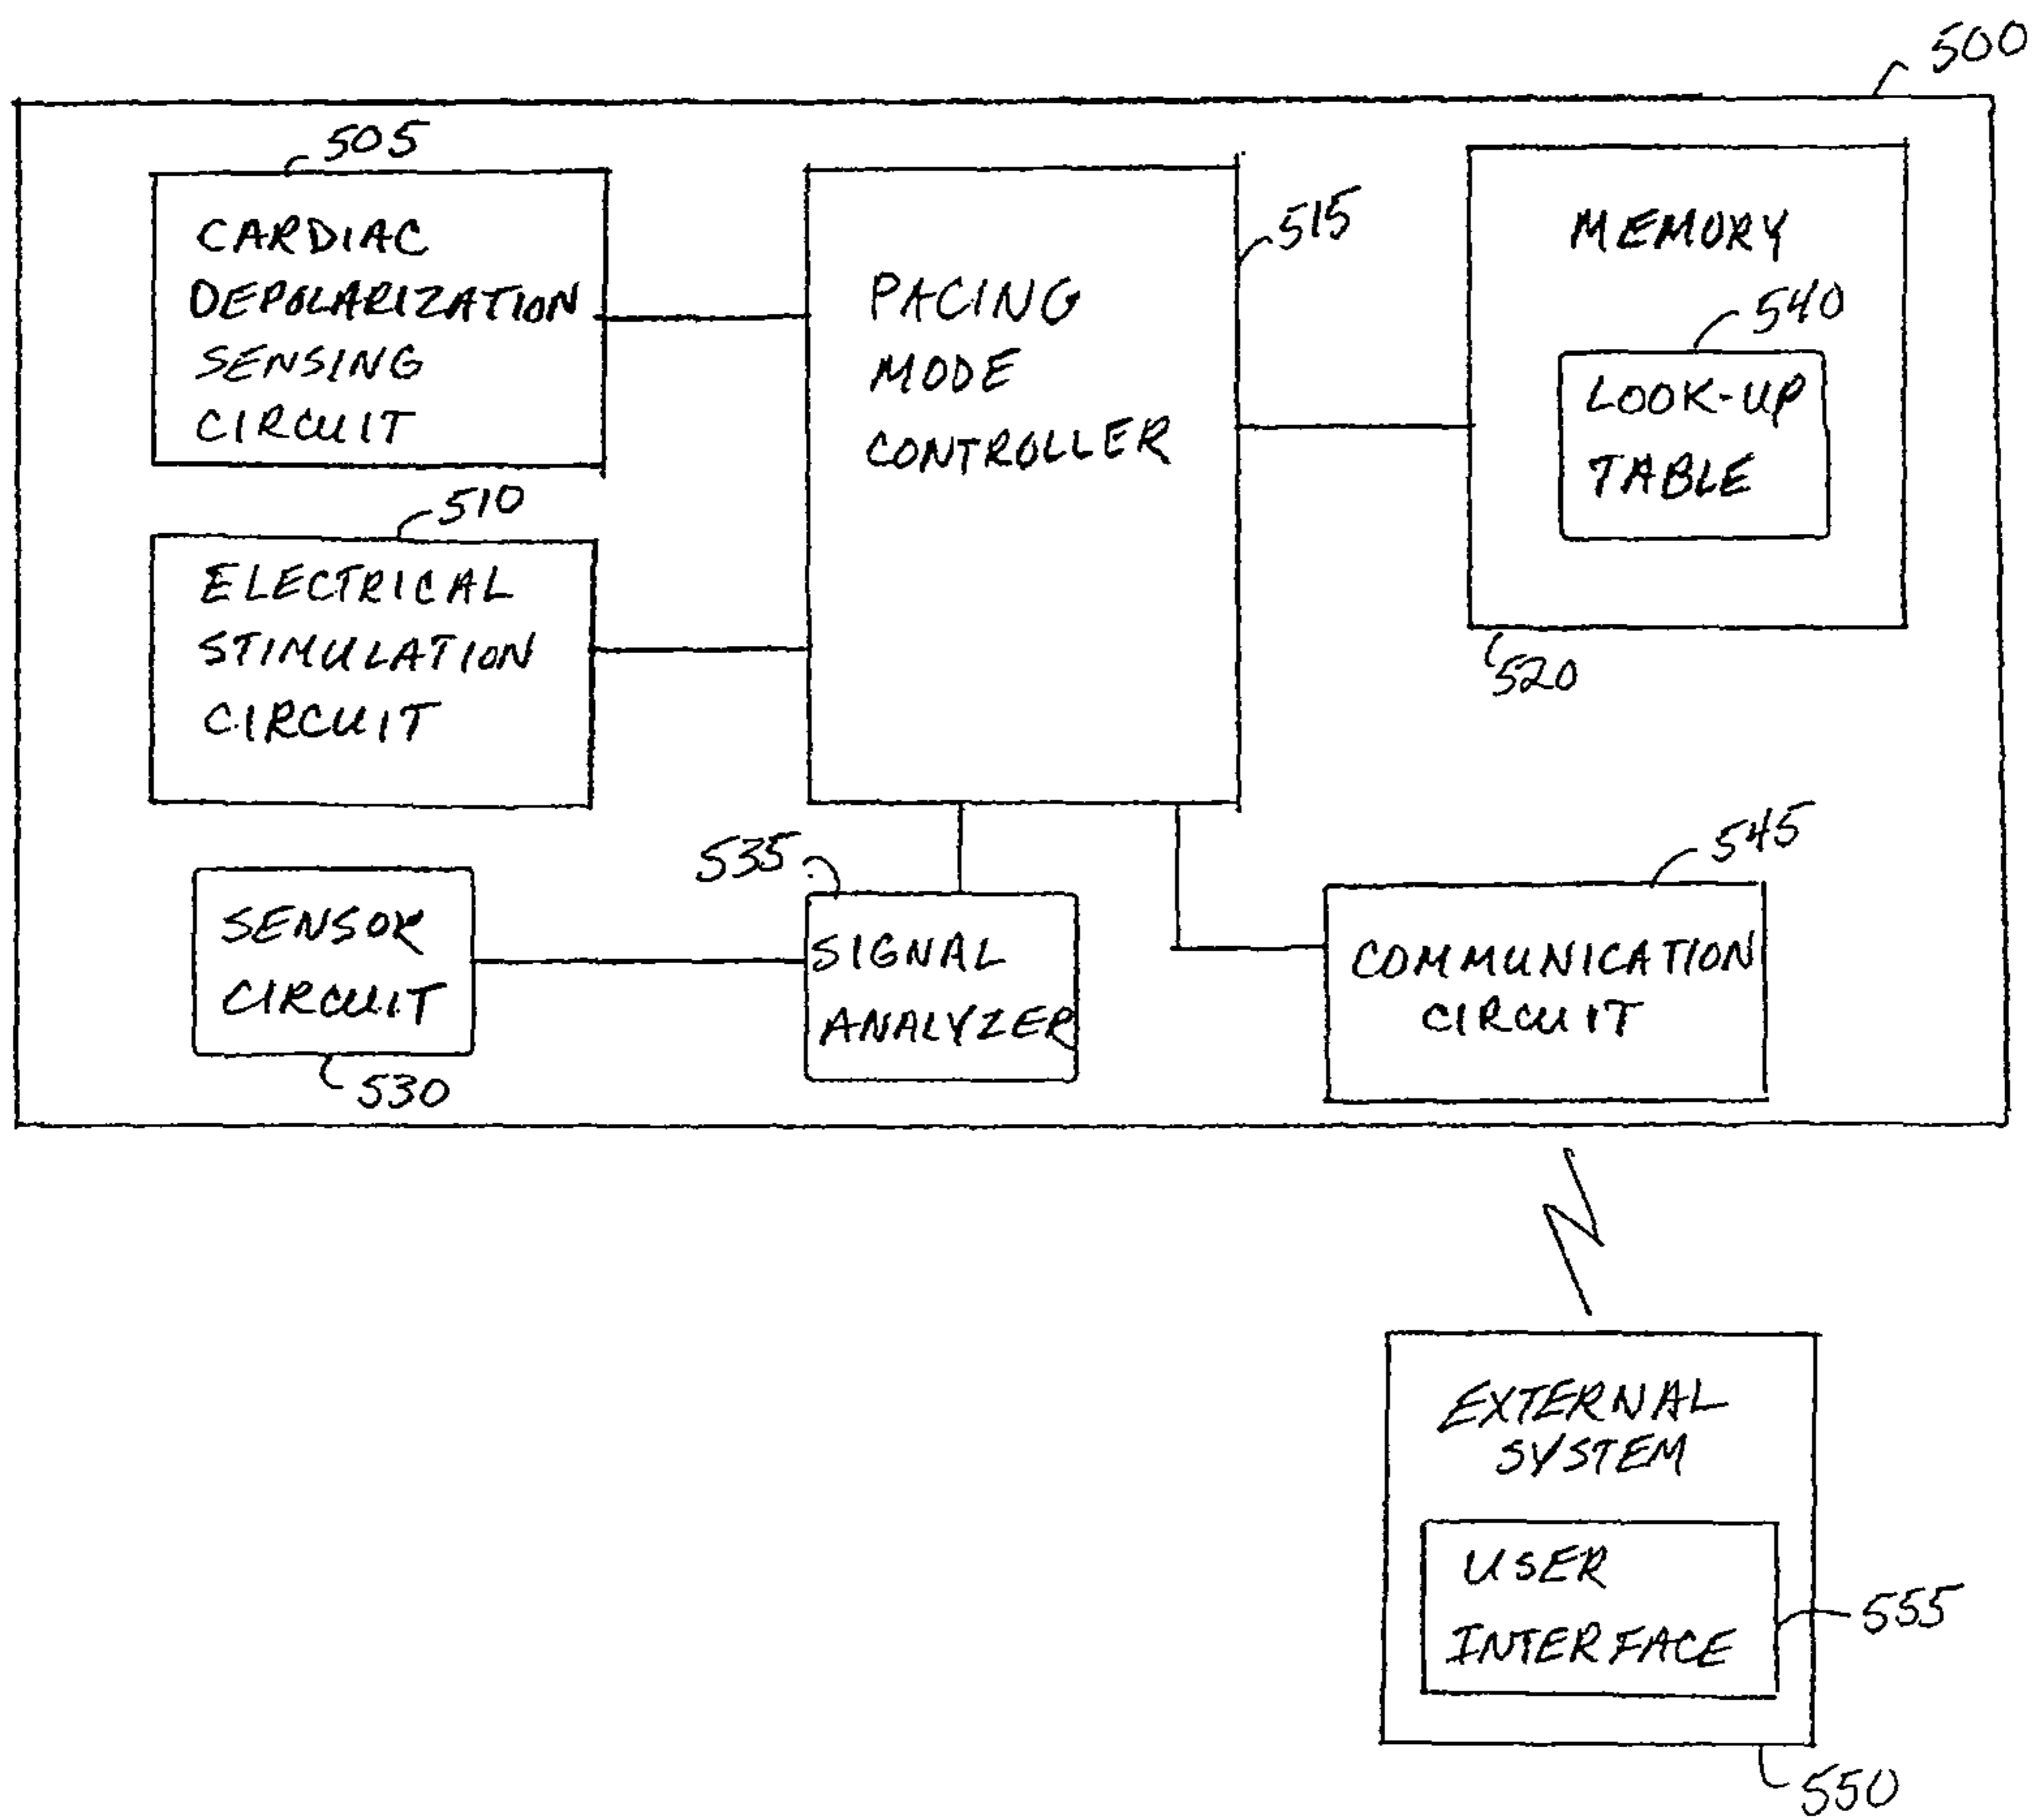 500
505
CARDIAC
DEPOLARIZATION
SENSING
CIRCUIT
510
ELECTRICAL
STIMULATION
CIRCUIT
PACING
MODE
CONTROLLER
515
MEMORY
540
LOOK-UP
TABLE
520
SENSOR
CIRCUIT
530
535
SIGNAL
ANALYZER
545
COMMUNICATION
CIRCUIT
EXTERNAL
SYSTEM
USER
INTERFACE
555
550